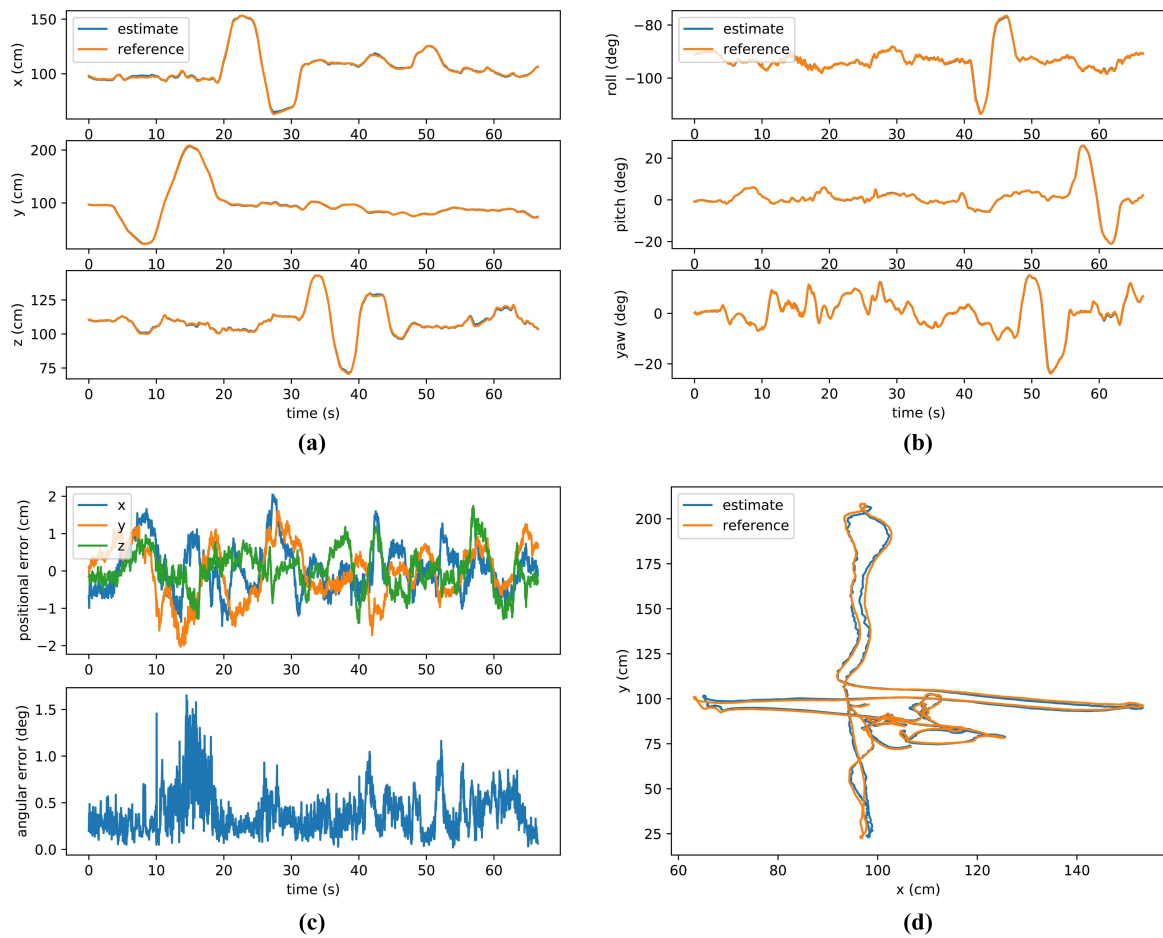 150
100
x (cm)
estimate
reference
0 10 20 30 40 50 60
200
100
y (cm)
0 10 20 30 40 50 60
125
100
75
z (cm)
0 10 20 30 40 50 60
time (s)
(a)
−80
−100
roll (deg)
estimate
reference
0 10 20 30 40 50 60
20
0
−20
pitch (deg)
0 10 20 30 40 50 60
0
−20
yaw (deg)
0 10 20 30 40 50 60
time (s)
(b)
2
1
0
−1
−2
positional error (cm)
x
y
z
0 10 20 30 40 50 60
1.5
1.0
0.5
0.0
angular error (deg)
0 10 20 30 40 50 60
time (s)
(c)
200
175
150
125
100
75
50
25
y (cm)
estimate
reference
60 80 100 120 140
x (cm)
(d)